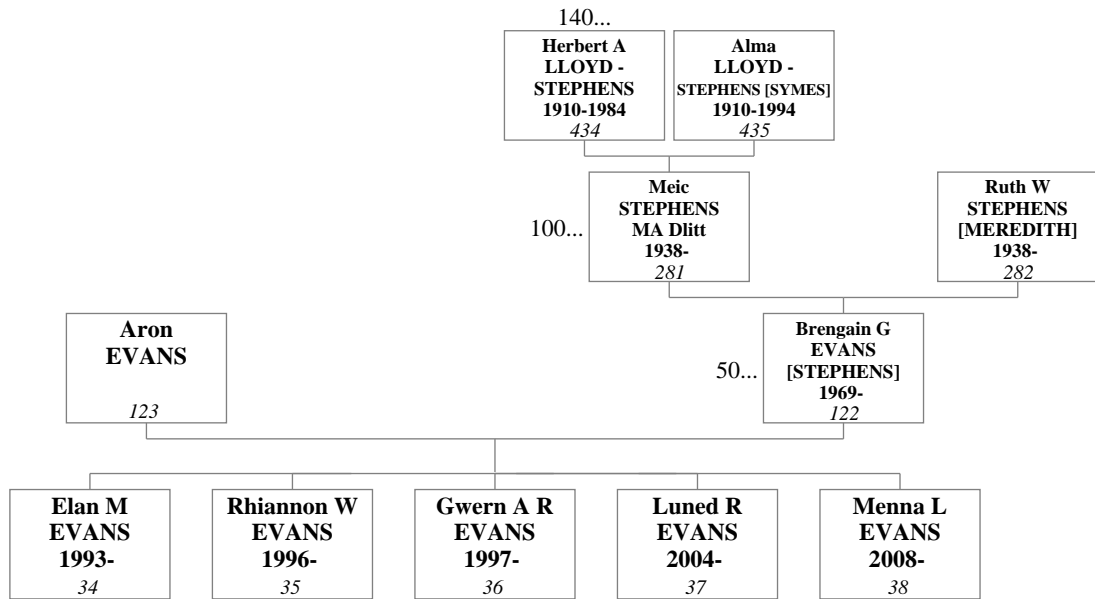 140...
Herbert A
LLOYD -
STEPHENS
1910-1984
434
Alma
LLOYD -
STEPHENS [SYMES]
1910-1994
435
100...
Meic
STEPHENS
MA Dlitt
1938-
281
Ruth W
STEPHENS
[MEREDITH]
1938-
282
Aron
EVANS
123
50...
Brengain G
EVANS
[STEPHENS]
1969-
122
Elan M
EVANS
1993-
34
Rhiannon W
EVANS
1996-
35
Gwern A R
EVANS
1997-
36
Luned R
EVANS
2004-
37
Menna L
EVANS
2008-
38